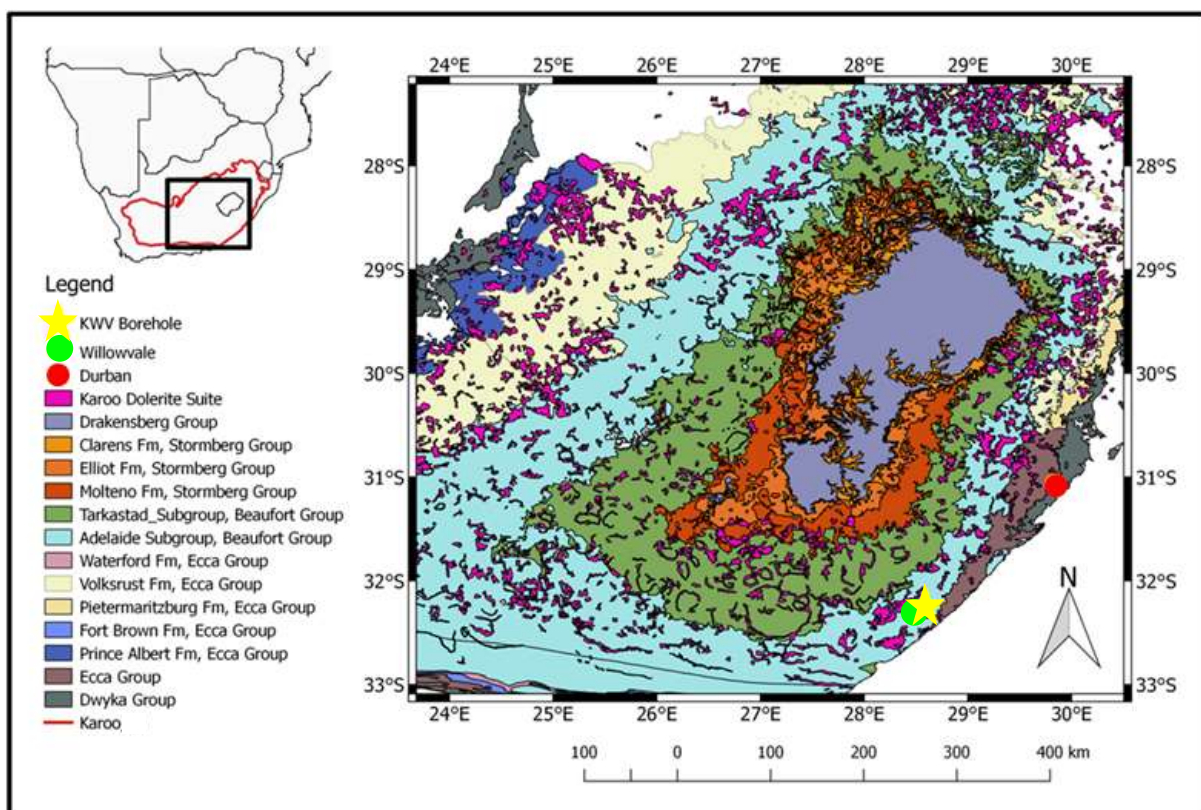 24°E 25°E 26°E 27°E 28°E 29°E 30°E
28°S 28°S
29°S 29°S
30°S 30°S
31°S 31°S
32°S 32°S
33°S 33°S
24°E 25°E 26°E 27°E 28°E 29°E 30°E
N
100 0 100 200 300 400 km
Legend
KWV Borehole
Willowvale
Durban
Karoo Dolerite Suite
Drakensberg Group
Clarens Fm, Stormberg Group
Elliot Fm, Stormberg Group
Molteno Fm, Stormberg Group
Tarkastad_Subgroup, Beaufort Group
Adelaide Subgroup, Beaufort Group
Waterford Fm, Ecca Group
Volksrust Fm, Ecca Group
Pietermaritzburg Fm, Ecca Group
Fort Brown Fm, Ecca Group
Prince Albert Fm, Ecca Group
Ecca Group
Dwyka Group
Karoo